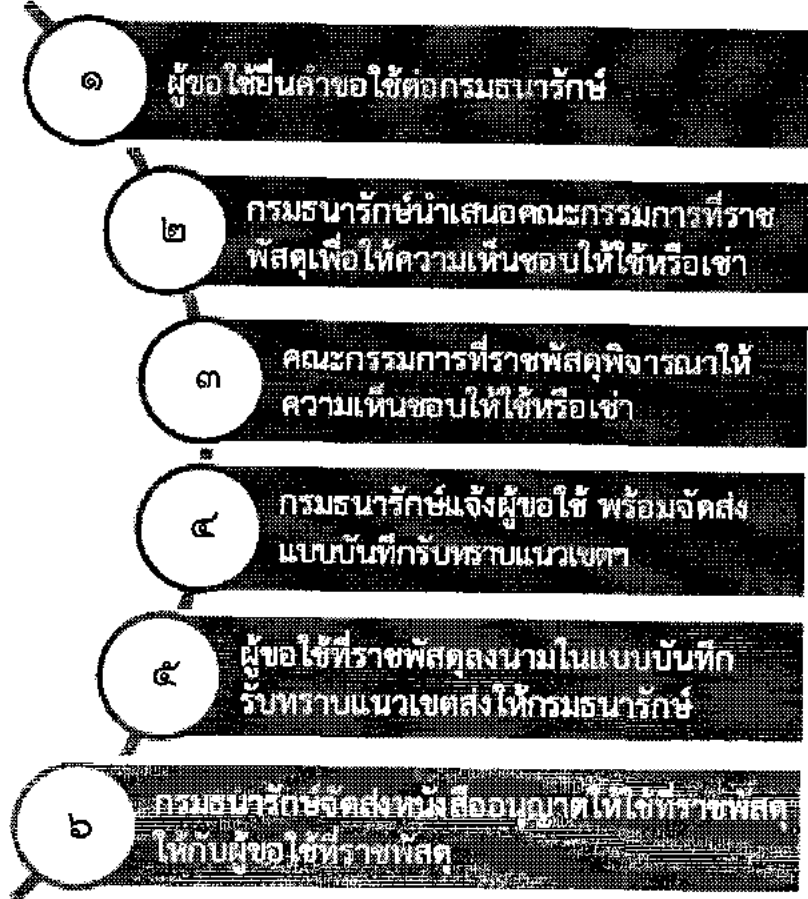 ๑
ผู้ขอใช้ยื่นคำขอใช้ต่อกรมธนารักษ์
๒
กรมธนารักษ์นำเสนอคณะกรรมการที่ราช
พัสดุเพื่อให้ความเห็นชอบให้ใช้หรือเช่า
๓
คณะกรรมการที่ราชพัสดุพิจารณาให้
ความเห็นชอบให้ใช้หรือเช่า
๔
กรมธนารักษ์แจ้งผู้ขอใช้ พร้อมจัดส่ง
แบบบันทึกรับทราบแนวเขตฯ
๕
ผู้ขอใช้ที่ราชพัสดุลงนามในแบบบันทึก
รับทราบแนวเขตส่งให้กรมธนารักษ์
๖
กรมธนารักษ์จัดส่งหนังสืออนุญาตให้ใช้ที่ราชพัสดุ
ให้กับผู้ขอใช้ที่ราชพัสดุ